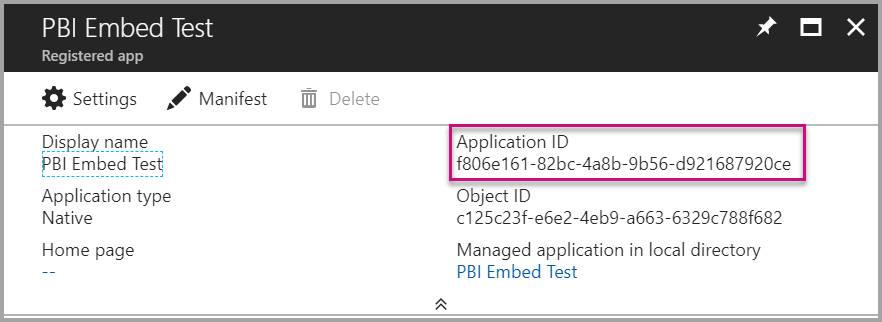 PBI Embed Test
Registered app
Settings Manifest Delete
Display name
PBI Embed Test
Application ID
f806e161-82bc-4a8b-9b56-d921687920ce
Application type
Native
Object ID
c125c23f-e6e2-4eb9-a663-6329c788f682
Home page
--
Managed application in local directory
PBI Embed Test